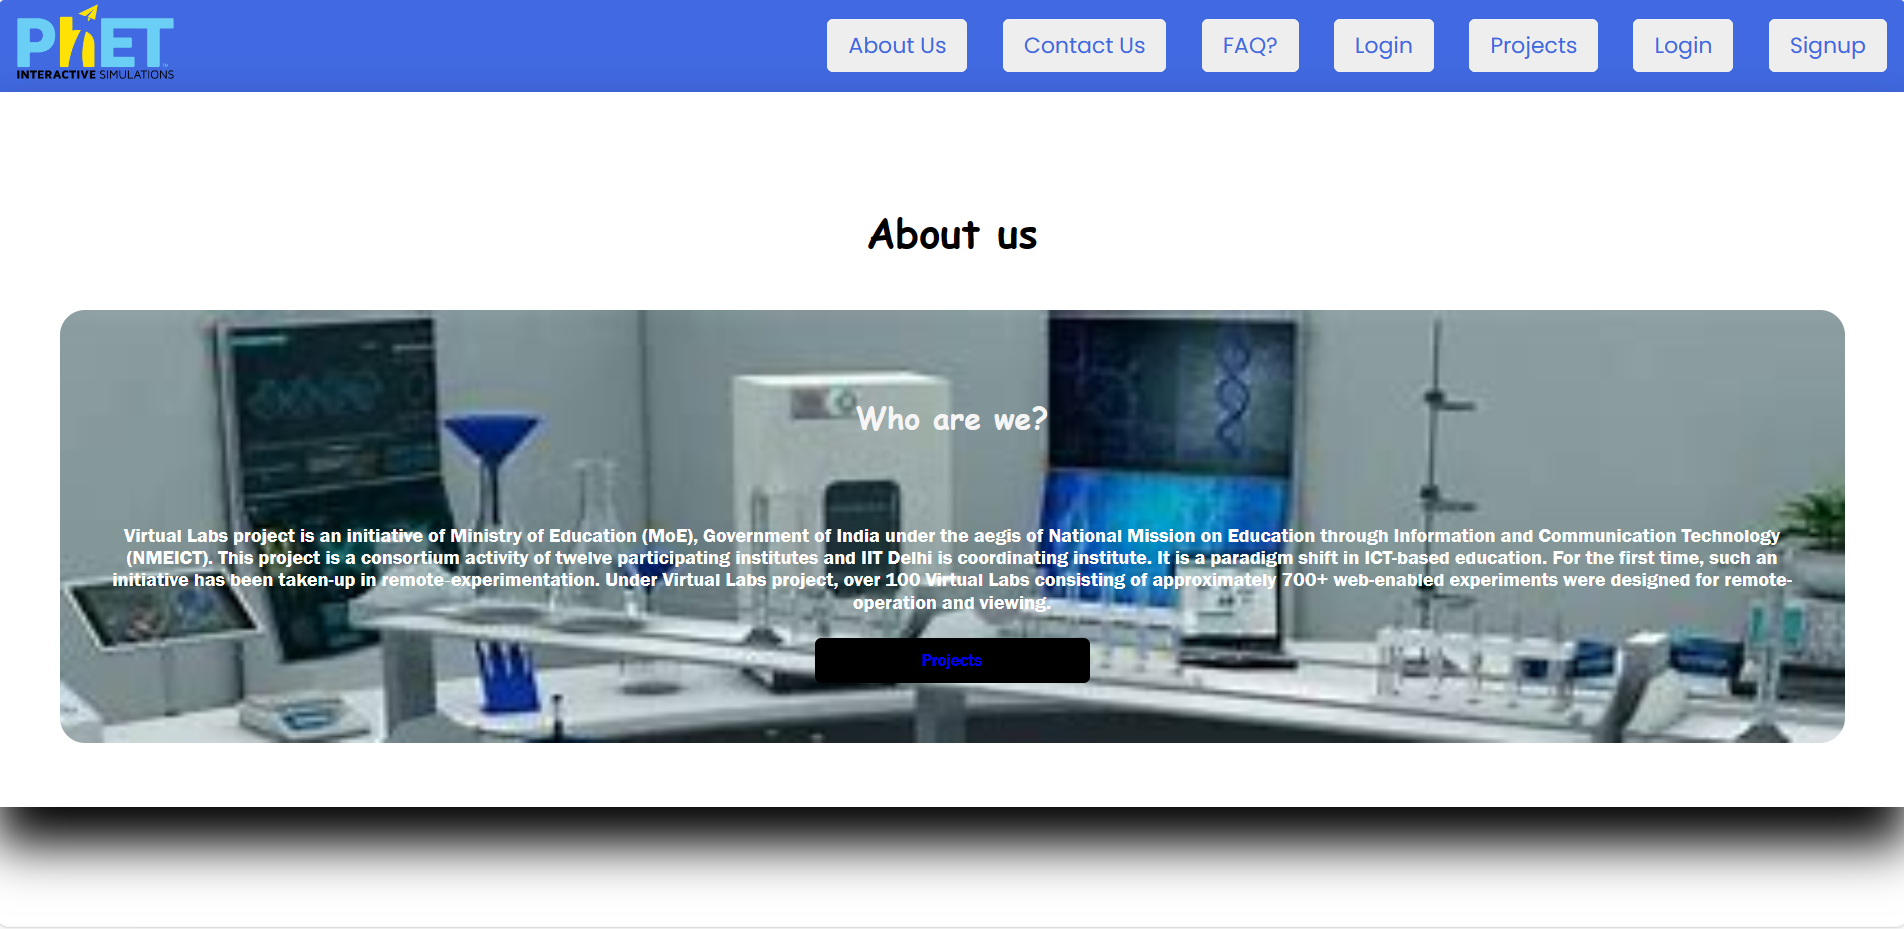 PhET
INTERACTIVE SIMULATIONS
About Us
Contact Us
FAQ?
Login
Projects
Login
Signup
About us
Who are we?
Virtual Labs project is an initiative of Ministry of Education (MoE), Government of India under the aegis of National Mission on Education through Information and Communication Technology
(NMEICT). This project is a consortium activity of twelve participating institutes and IIT Delhi is coordinating institute. It is a paradigm shift in ICT-based education. For the first time, such an
initiative has been taken-up in remote-experimentation. Under Virtual Labs project, over 100 Virtual Labs consisting of approximately 700+ web-enabled experiments were designed for remote-
operation and viewing.
Projects